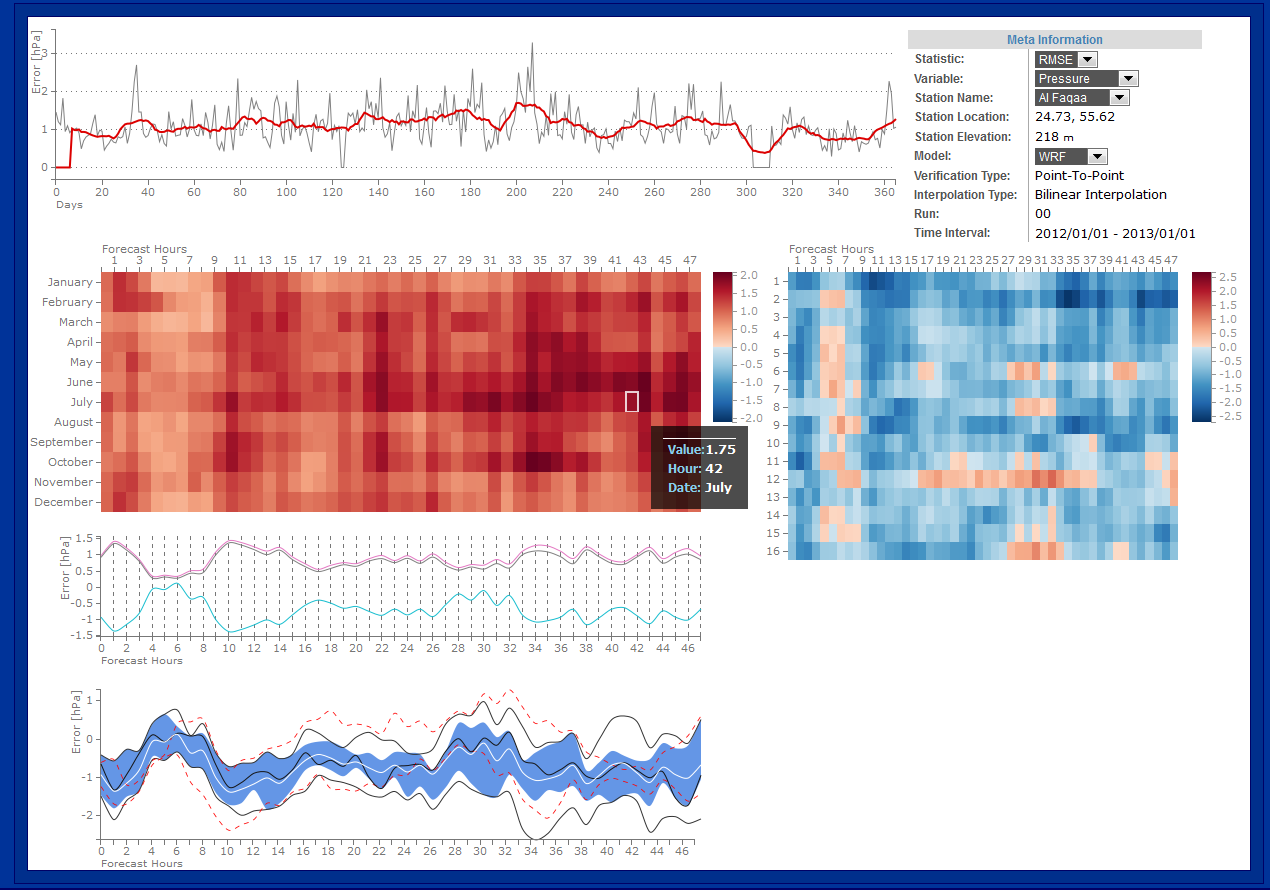 Error [hPa]
3
2
1
0
0 20 40 60 80 100 120 140 160 180 200 220 240 260 280 300 320 340 360
Days
Meta Information
Statistic: RMSE
Variable: Pressure
Station Name: Al Faqaa
Station Location: 24.73, 55.62
Station Elevation: 218 m
Model: WRF
Verification Type: Point-To-Point
Interpolation Type: Bilinear Interpolation
Run: 00
Time Interval: 2012/01/01 - 2013/01/01
Forecast Hours
1 3 5 7 9 11 13 15 17 19 21 23 25 27 29 31 33 35 37 39 41 43 45 47
January
February
March
April
May
June
July
August
September
October
November
December
2.0
1.5
1.0
0.5
0.0
-0.5
-1.0
-1.5
-2.0
Value:1.75
Hour: 42
Date: July
Forecast Hours
1 3 5 7 9 11 13 15 17 19 21 23 25 27 29 31 33 35 37 39 41 43 45 47
1
2
3
4
5
6
7
8
9
10
11
12
13
14
15
16
2.5
2.0
1.5
1.0
0.5
0.0
-0.5
-1.0
-1.5
-2.0
-2.5
Error [hPa]
1.5
1
0.5
0
-0.5
-1
-1.5
0 2 4 6 8 10 12 14 16 18 20 22 24 26 28 30 32 34 36 38 40 42 44 46
Forecast Hours
Error [hPa]
1
0
-1
-2
0 2 4 6 8 10 12 14 16 18 20 22 24 26 28 30 32 34 36 38 40 42 44 46
Forecast Hours